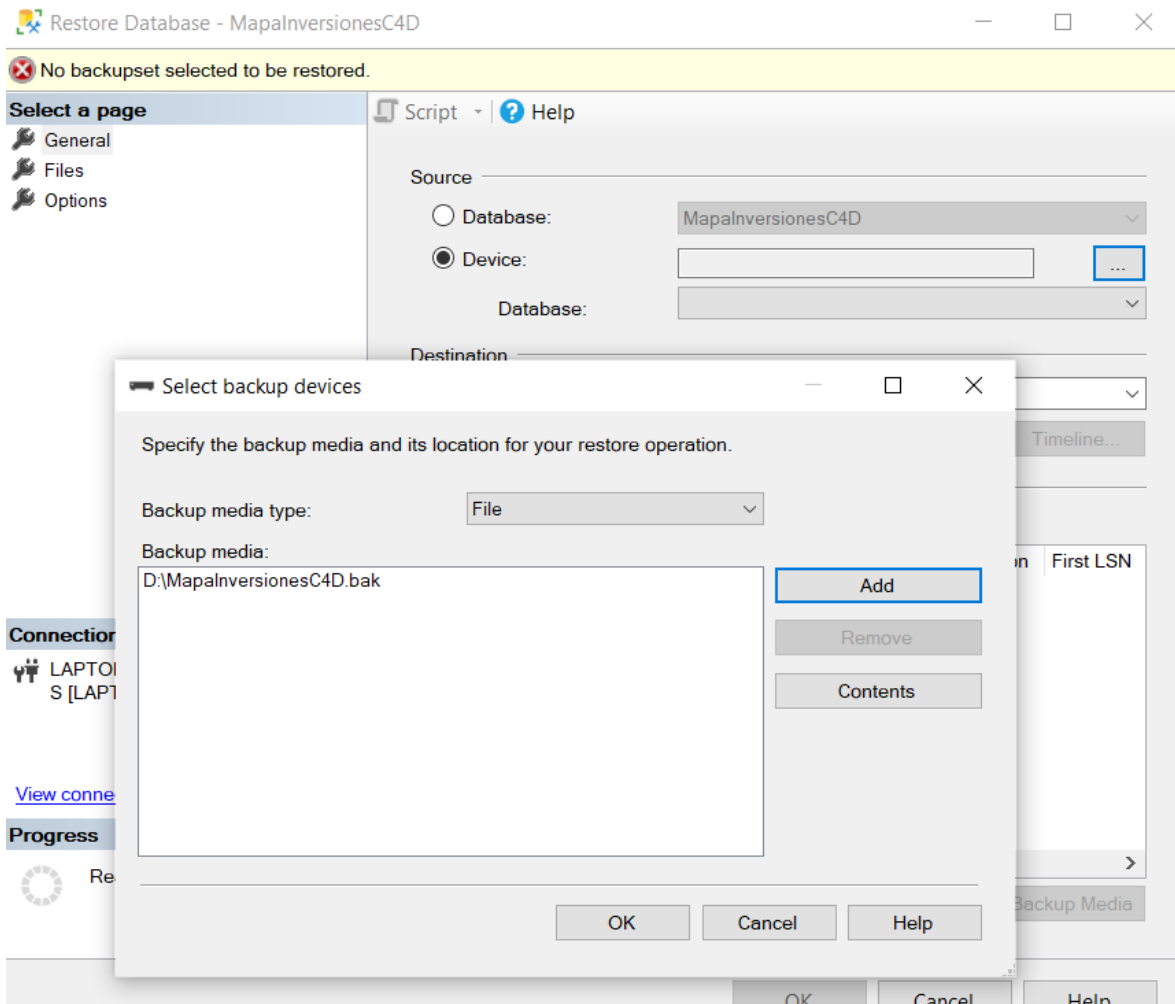 Restore Database - MapaInversionesC4D
No backupset selected to be restored.
Select a page
General
Files
Options
Script
Help
Source
Database:
MapaInversionesC4D
Device:
...
Database:
Destination
Timeline...
First LSN
Select backup devices
Specify the backup media and its location for your restore operation.
Backup media type:
File
Backup media:
D:\MapaInversionesC4D.bak
Add
Remove
Contents
OK
Cancel
Help
Connection
S [LAPT
View conne
Progress
Backup Media
OK
Cancel
Help